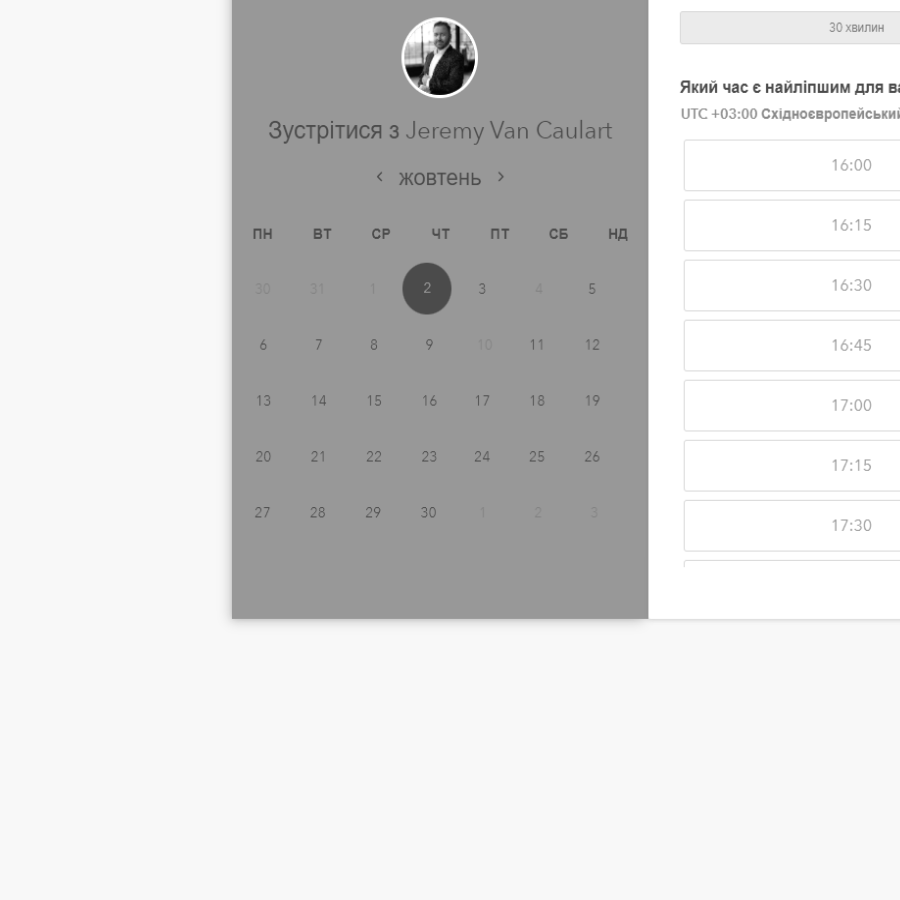 Зустрітися з Jeremy Van Caulart
‹ жовтень ›
ПН ВТ СР ЧТ ПТ СБ НД
30 31 1 2 3 4 5
6 7 8 9 10 11 12
13 14 15 16 17 18 19
20 21 22 23 24 25 26
27 28 29 30 1 2 3
30 хвилин
Який час є найліпшим для
UTC +03:00 Східноєвропейський
16:00
16:15
16:30
16:45
17:00
17:15
17:30